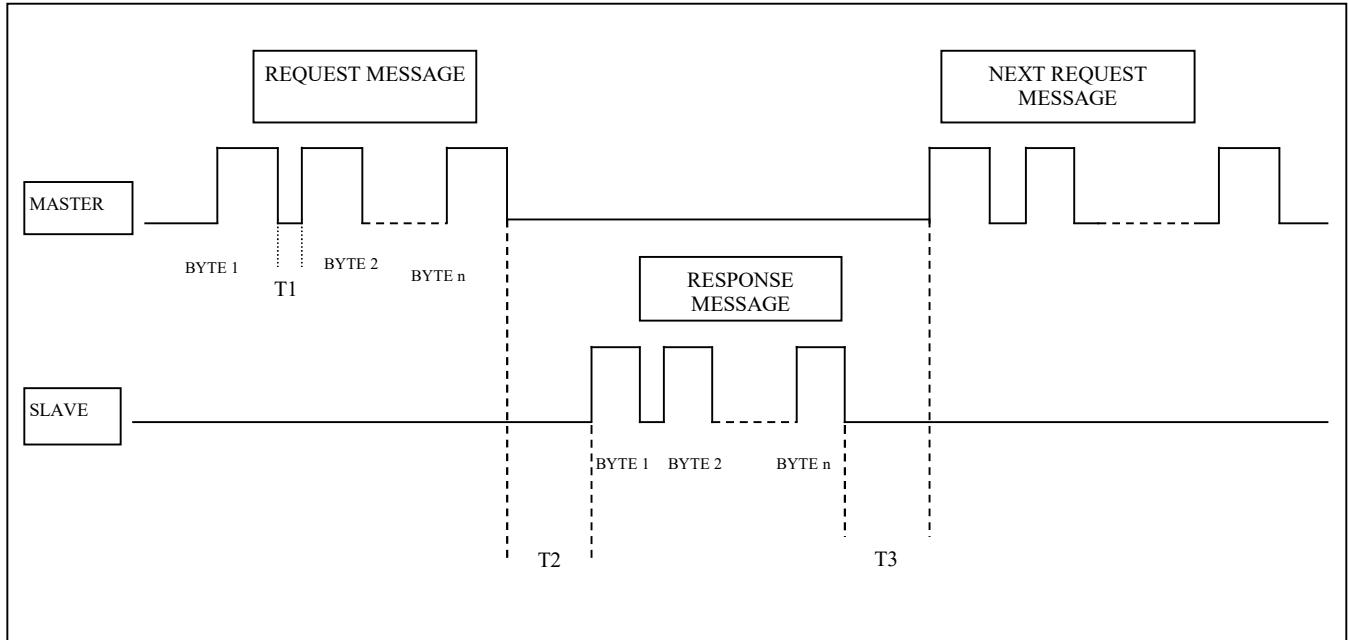 REQUEST MESSAGE
NEXT REQUEST
MESSAGE
MASTER
BYTE 1
T1
BYTE 2
BYTE n
RESPONSE
MESSAGE
SLAVE
BYTE 1
BYTE 2
BYTE n
T2
T3